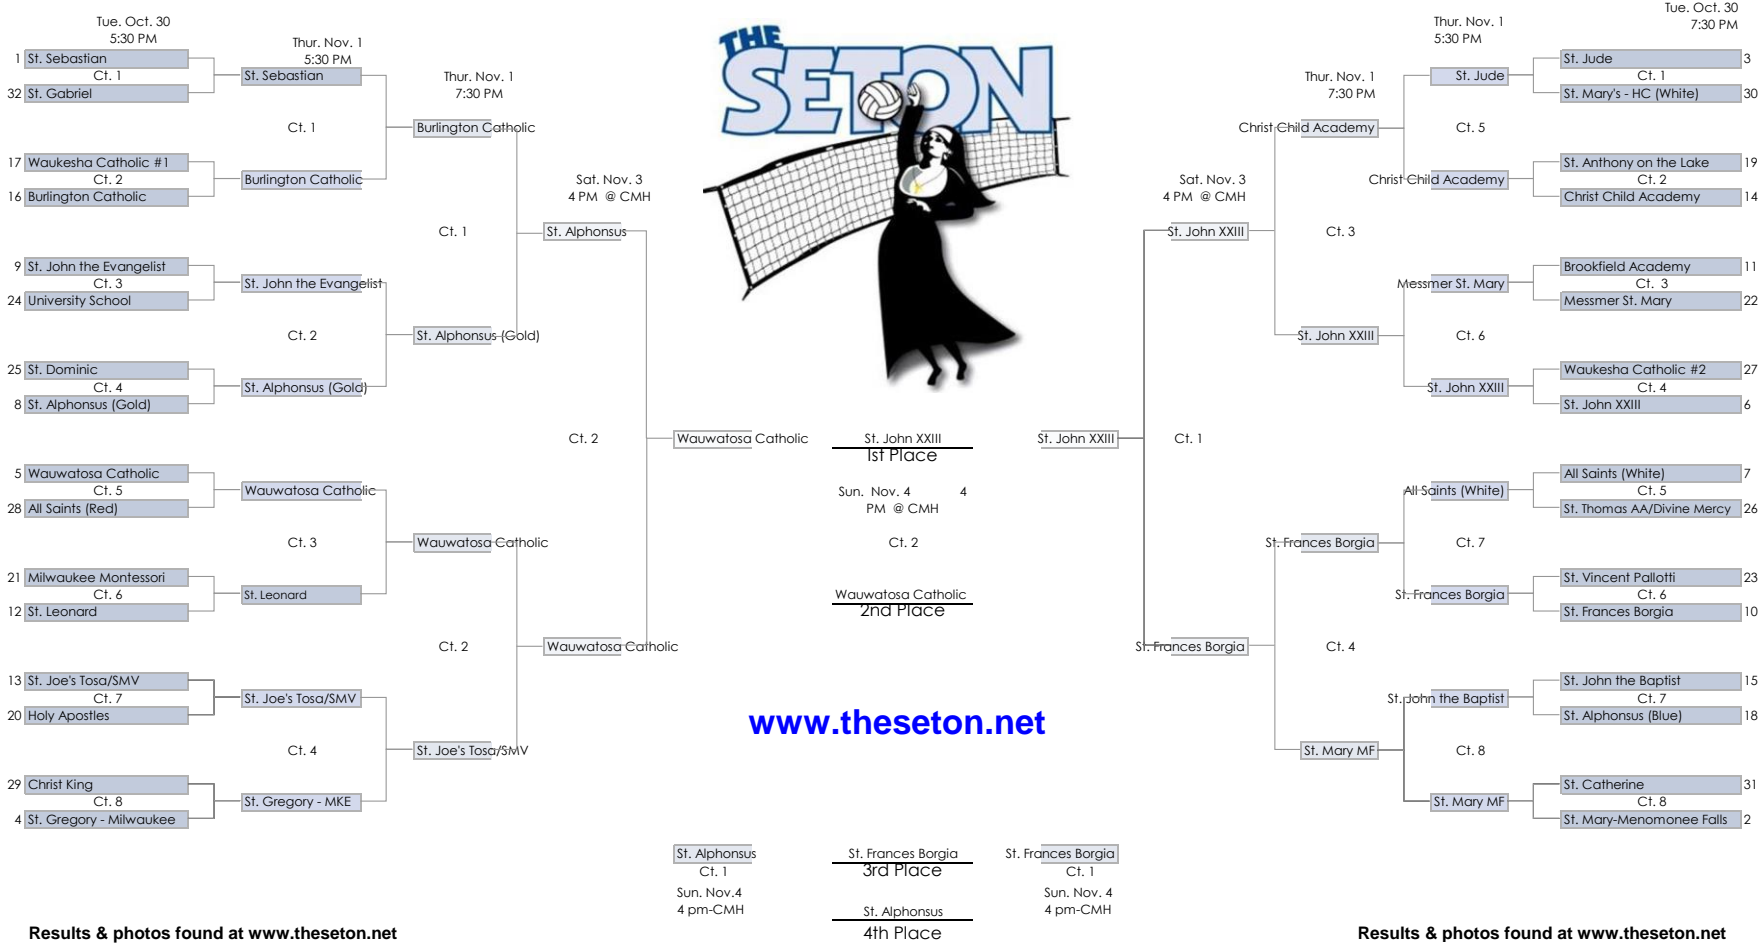 Tue. Oct. 30
5:30 PM
1 St. Sebastian
Ct. 1
32 St. Gabriel
17 Waukesha Catholic #1
Ct. 2
16 Burlington Catholic
9 St. John the Evangelist
Ct. 3
24 University School
25 St. Dominic
Ct. 4
8 St. Alphonsus (Gold)
5 Wauwatosa Catholic
Ct. 5
28 All Saints (Red)
21 Milwaukee Montessori
Ct. 6
12 St. Leonard
13 St. Joe's Tosa/SMV
Ct. 7
20 Holy Apostles
29 Christ King
Ct. 8
4 St. Gregory - Milwaukee
Thur. Nov. 1
5:30 PM
St. Sebastian
Ct. 1
Burlington Catholic
St. John the Evangelist
Ct. 2
St. Alphonsus (Gold)
Wauwatosa Catholic
Ct. 3
St. Leonard
St. Joe's Tosa/SMV
Ct. 4
St. Gregory - MKE
Thur. Nov. 1
7:30 PM
Burlington Catholic
Ct. 1
St. Alphonsus (Gold)
Wauwatosa Catholic
Ct. 2
St. Joe's Tosa/SMV
Sat. Nov. 3
4 PM @ CMH
St. Alphonsus
Ct. 2
Wauwatosa Catholic
Wauwatosa Catholic
THE
SETON
St. John XXIII
1st Place
Sun. Nov. 4 4
PM @ CMH
Ct. 2
Wauwatosa Catholic
2nd Place
www.theseton.net
St. Alphonsus
Ct. 1
Sun. Nov.4
4 pm-CMH
St. Frances Borgia
3rd Place
St. Alphonsus
4th Place
St. Frances Borgia
Ct. 1
Sun. Nov. 4
4 pm-CMH
St. John XXIII
Sat. Nov. 3
4 PM @ CMH
St. John XXIII
Ct. 1
St. Frances Borgia
Thur. Nov. 1
7:30 PM
Christ Child Academy
Ct. 3
St. John XXIII
St. Frances Borgia
Ct. 4
St. Mary MF
Thur. Nov. 1
5:30 PM
St. Jude
Ct. 5
Christ Child Academy
Messmer St. Mary
Ct. 6
St. John XXIII
All Saints (White)
Ct. 7
St. Frances Borgia
St. John the Baptist
Ct. 8
St. Mary MF
Tue. Oct. 30
7:30 PM
St. Jude 3
Ct. 1
St. Mary's - HC (White) 30
St. Anthony on the Lake 19
Ct. 2
Christ Child Academy 14
Brookfield Academy 11
Ct. 3
Messmer St. Mary 22
Waukesha Catholic #2 27
Ct. 4
St. John XXIII 6
All Saints (White) 7
Ct. 5
St. Thomas AA/Divine Mercy 26
St. Vincent Pallotti 23
Ct. 6
St. Frances Borgia 10
St. John the Baptist 15
Ct. 7
St. Alphonsus (Blue) 18
St. Catherine 31
Ct. 8
St. Mary-Menomonee Falls 2
Results & photos found at www.theseton.net
Results & photos found at www.theseton.net